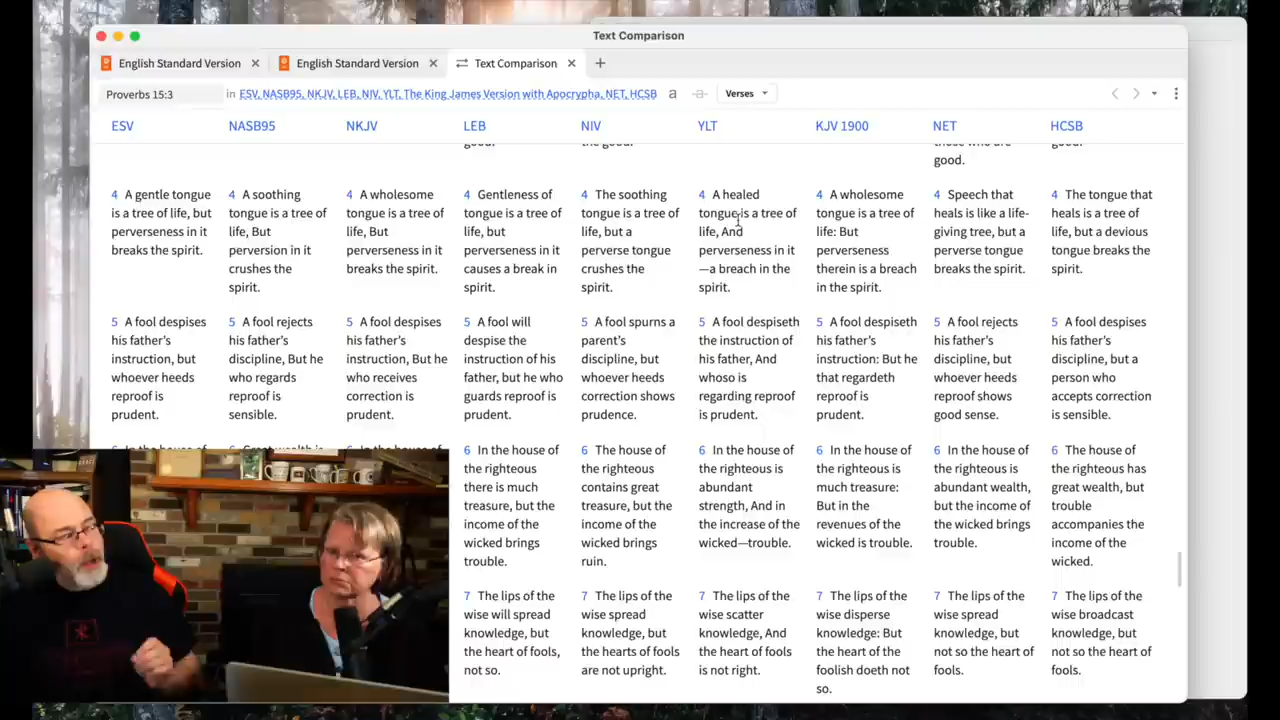 Text Comparison
English Standard Version
English Standard Version
Text Comparison
Proverbs 15:3
in ESV, NASB95, NKJV, LEB, NIV, YLT, The King James Version with Apocrypha, NET, HCSB
a
a
Verses
ESV
NASB95
NKJV
LEB
NIV
YLT
KJV 1900
NET
HCSB
good.
the good.
those who are
good.
good.
4 A gentle tongue
is a tree of life, but
perverseness in it
breaks the spirit.
4 A soothing
tongue is a tree of
life, But
perversion in it
crushes the
spirit.
4 A wholesome
tongue is a tree of
life, But
perverseness in it
breaks the spirit.
4 Gentleness of
tongue is a tree of
life, but
perverseness in it
causes a break in
spirit.
4 The soothing
tongue is a tree of
life, but a
perverse tongue
crushes the
spirit.
4 A healed
tongue is a tree of
life, And
perverseness in it
—a breach in the
spirit.
4 A wholesome
tongue is a tree of
life: But
perverseness
therein is a breach
in the spirit.
4 Speech that
heals is like a life-
giving tree, but a
perverse tongue
breaks the spirit.
4 The tongue that
heals is a tree of
life, but a devious
tongue breaks the
spirit.
5 A fool despises
his father’s
instruction, but
whoever heeds
reproof is
prudent.
5 A fool rejects
his father’s
discipline, But he
who regards
reproof is
sensible.
5 A fool despises
his father’s
instruction, But he
who receives
correction is
prudent.
5 A fool will
despise the
instruction of his
father, but he who
guards reproof is
prudent.
5 A fool spurns a
parent’s
discipline, but
whoever heeds
correction shows
prudence.
5 A fool despiseth
the instruction of
his father, And
whoso is
regarding reproof
is prudent.
5 A fool despiseth
his father’s
instruction: But he
that regardeth
reproof is
prudent.
5 A fool rejects
his father’s
discipline, but
whoever heeds
reproof shows
good sense.
5 A fool despises
his father’s
discipline, but a
person who
accepts correction
is sensible.
6 In the house of
6 Great wealth is
6 In the house of
6 In the house of
the righteous
there is much
treasure, but the
income of the
wicked brings
trouble.
6 The house of
the righteous
contains great
treasure, but the
income of the
wicked brings
ruin.
6 In the house of
the righteous is
abundant
strength, And in
the increase of the
wicked—trouble.
6 In the house of
the righteous is
much treasure:
But in the
revenues of the
wicked is trouble.
6 In the house of
the righteous is
abundant wealth,
but the income of
the wicked brings
trouble.
6 The house of
the righteous has
great wealth, but
trouble
accompanies the
income of the
wicked.
7 The lips of the
wise will spread
knowledge, but
the heart of fools,
not so.
7 The lips of the
wise spread
knowledge, but
the hearts of fools
are not upright.
7 The lips of the
wise scatter
knowledge, And
the heart of fools
is not right.
7 The lips of the
wise disperse
knowledge: But
the heart of the
foolish doeth not
so.
7 The lips of the
wise spread
knowledge, but
not so the heart of
fools.
7 The lips of the
wise broadcast
knowledge, but
not so the heart of
fools.